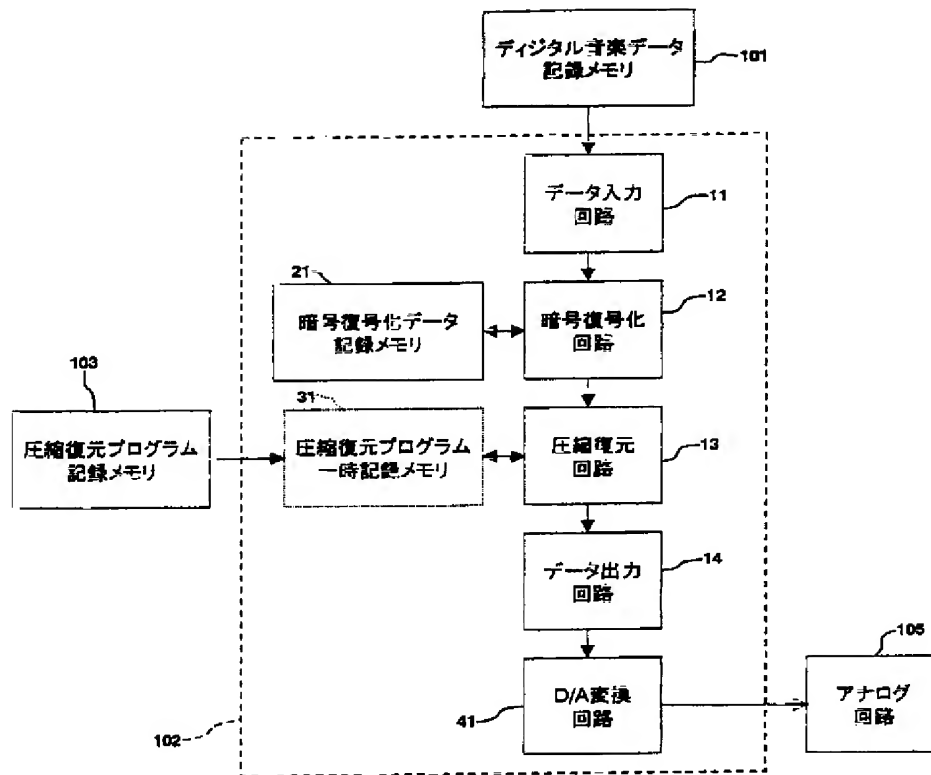 ディジタル音楽データ
記録メモリ
101
データ入力
回路
11
21
暗号復号化データ
記録メモリ
暗号復号化
回路
12
103
圧縮復元プログラム
記録メモリ
31
圧縮復元プログラム
一時記録メモリ
圧縮復元
回路
13
データ出力
回路
14
105
D/A変換
回路
41
アナログ
回路
102